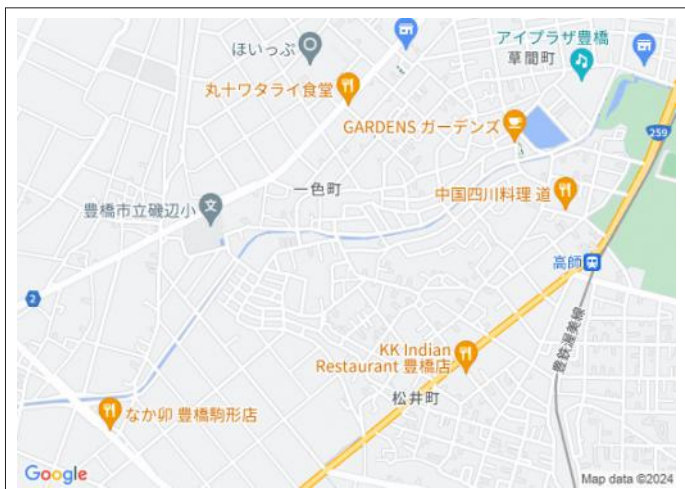 ほいっぷ
アイプラザ豊橋
草間町
丸十ワタライ食堂
GARDENS ガーデンズ
259
一色町
中国四川料理 道
豊橋市立磯辺小
文
高師
2
KK Indian
Restaurant 豊橋店
豊鉄渥美線
松井町
なか卯 豊橋駒形店
Google
Map data ©2024